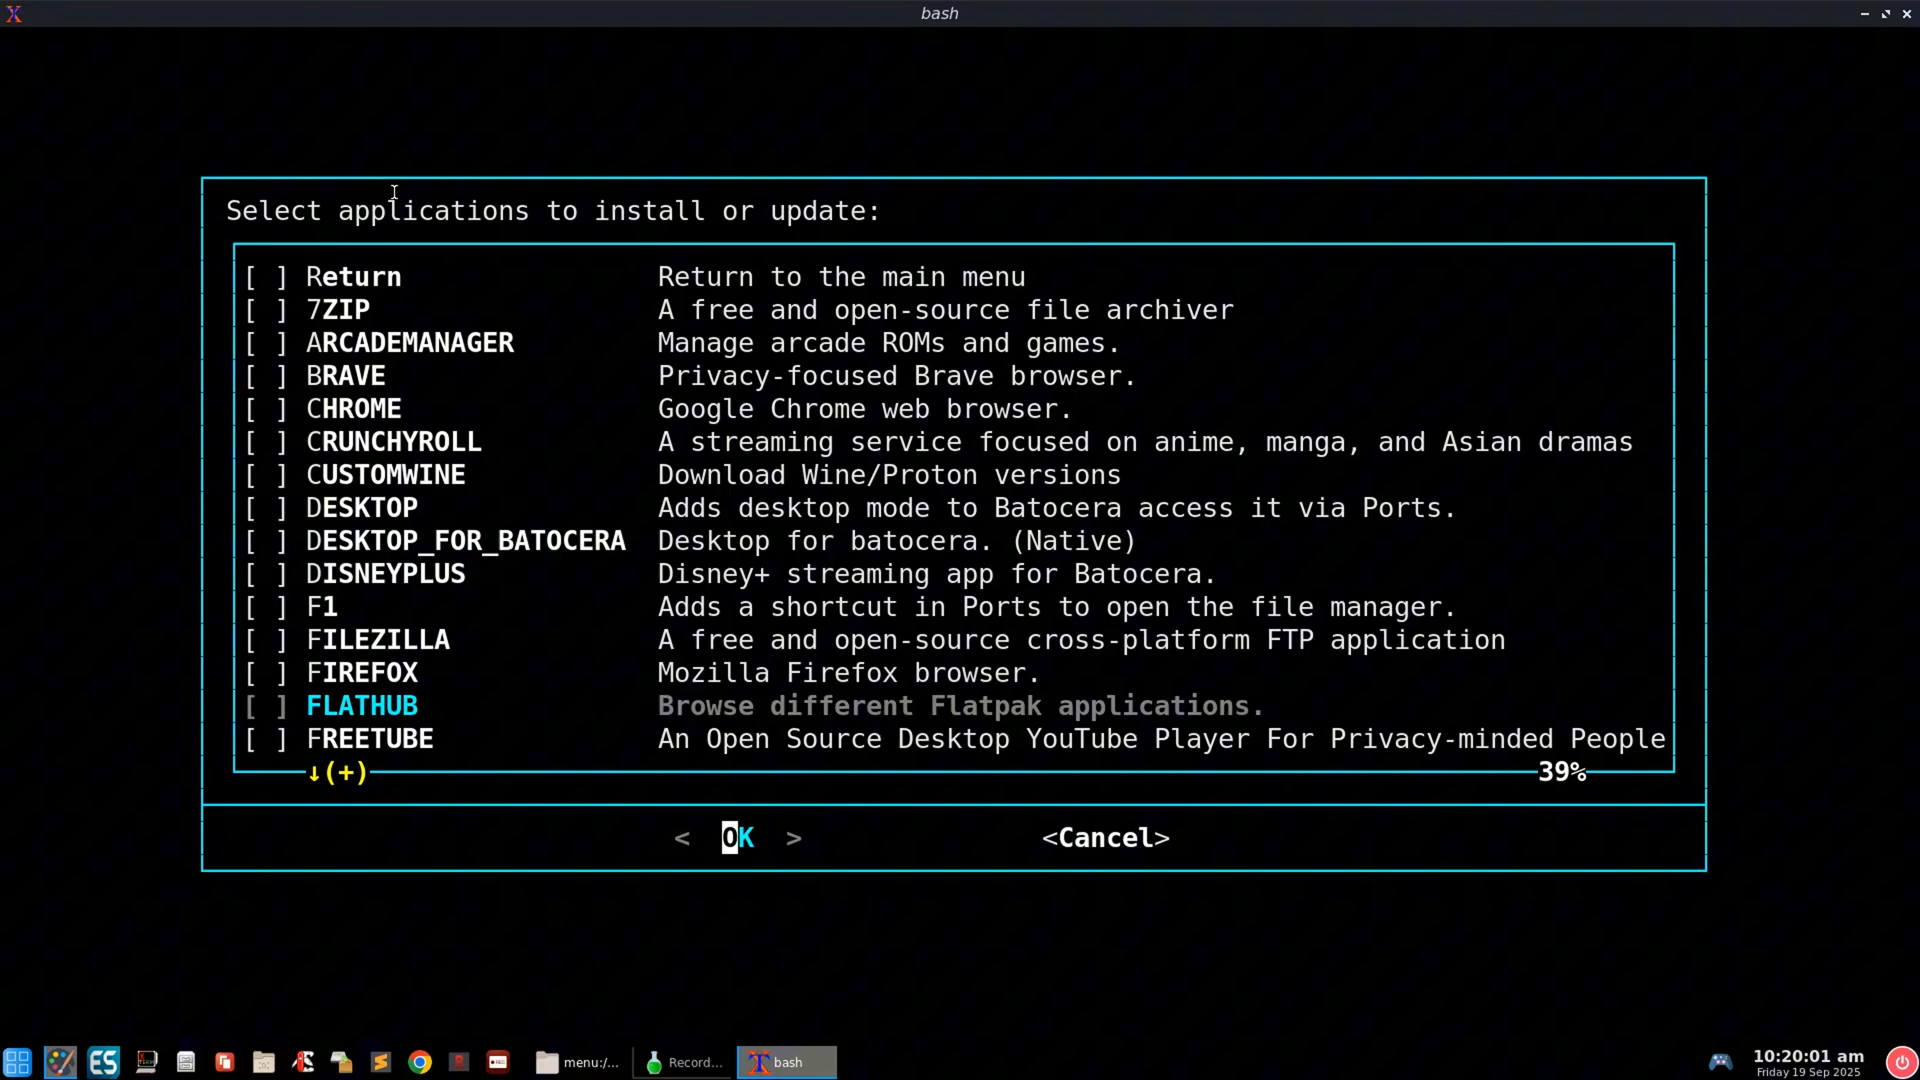 bash
Select applications to install or update:
[ ] Return Return to the main menu
[ ] 7ZIP A free and open-source file archiver
[ ] ARCADEMANAGER Manage arcade ROMs and games.
[ ] BRAVE Privacy-focused Brave browser.
[ ] CHROME Google Chrome web browser.
[ ] CRUNCHYROLL A streaming service focused on anime, manga, and Asian dramas
[ ] CUSTOMWINE Download Wine/Proton versions
[ ] DESKTOP Adds desktop mode to Batocera access it via Ports.
[ ] DESKTOP_FOR_BATOCERA Desktop for batocera. (Native)
[ ] DISNEYPLUS Disney+ streaming app for Batocera.
[ ] F1 Adds a shortcut in Ports to open the file manager.
[ ] FILEZILLA A free and open-source cross-platform FTP application
[ ] FIREFOX Mozilla Firefox browser.
[ ] FLATHUB Browse different Flatpak applications.
[ ] FREETUBE An Open Source Desktop YouTube Player For Privacy-minded People
↓(+) 39%
< OK > <Cancel>
ES menu:/... Record... bash 10:20:01 am
Friday 19 Sep 2025